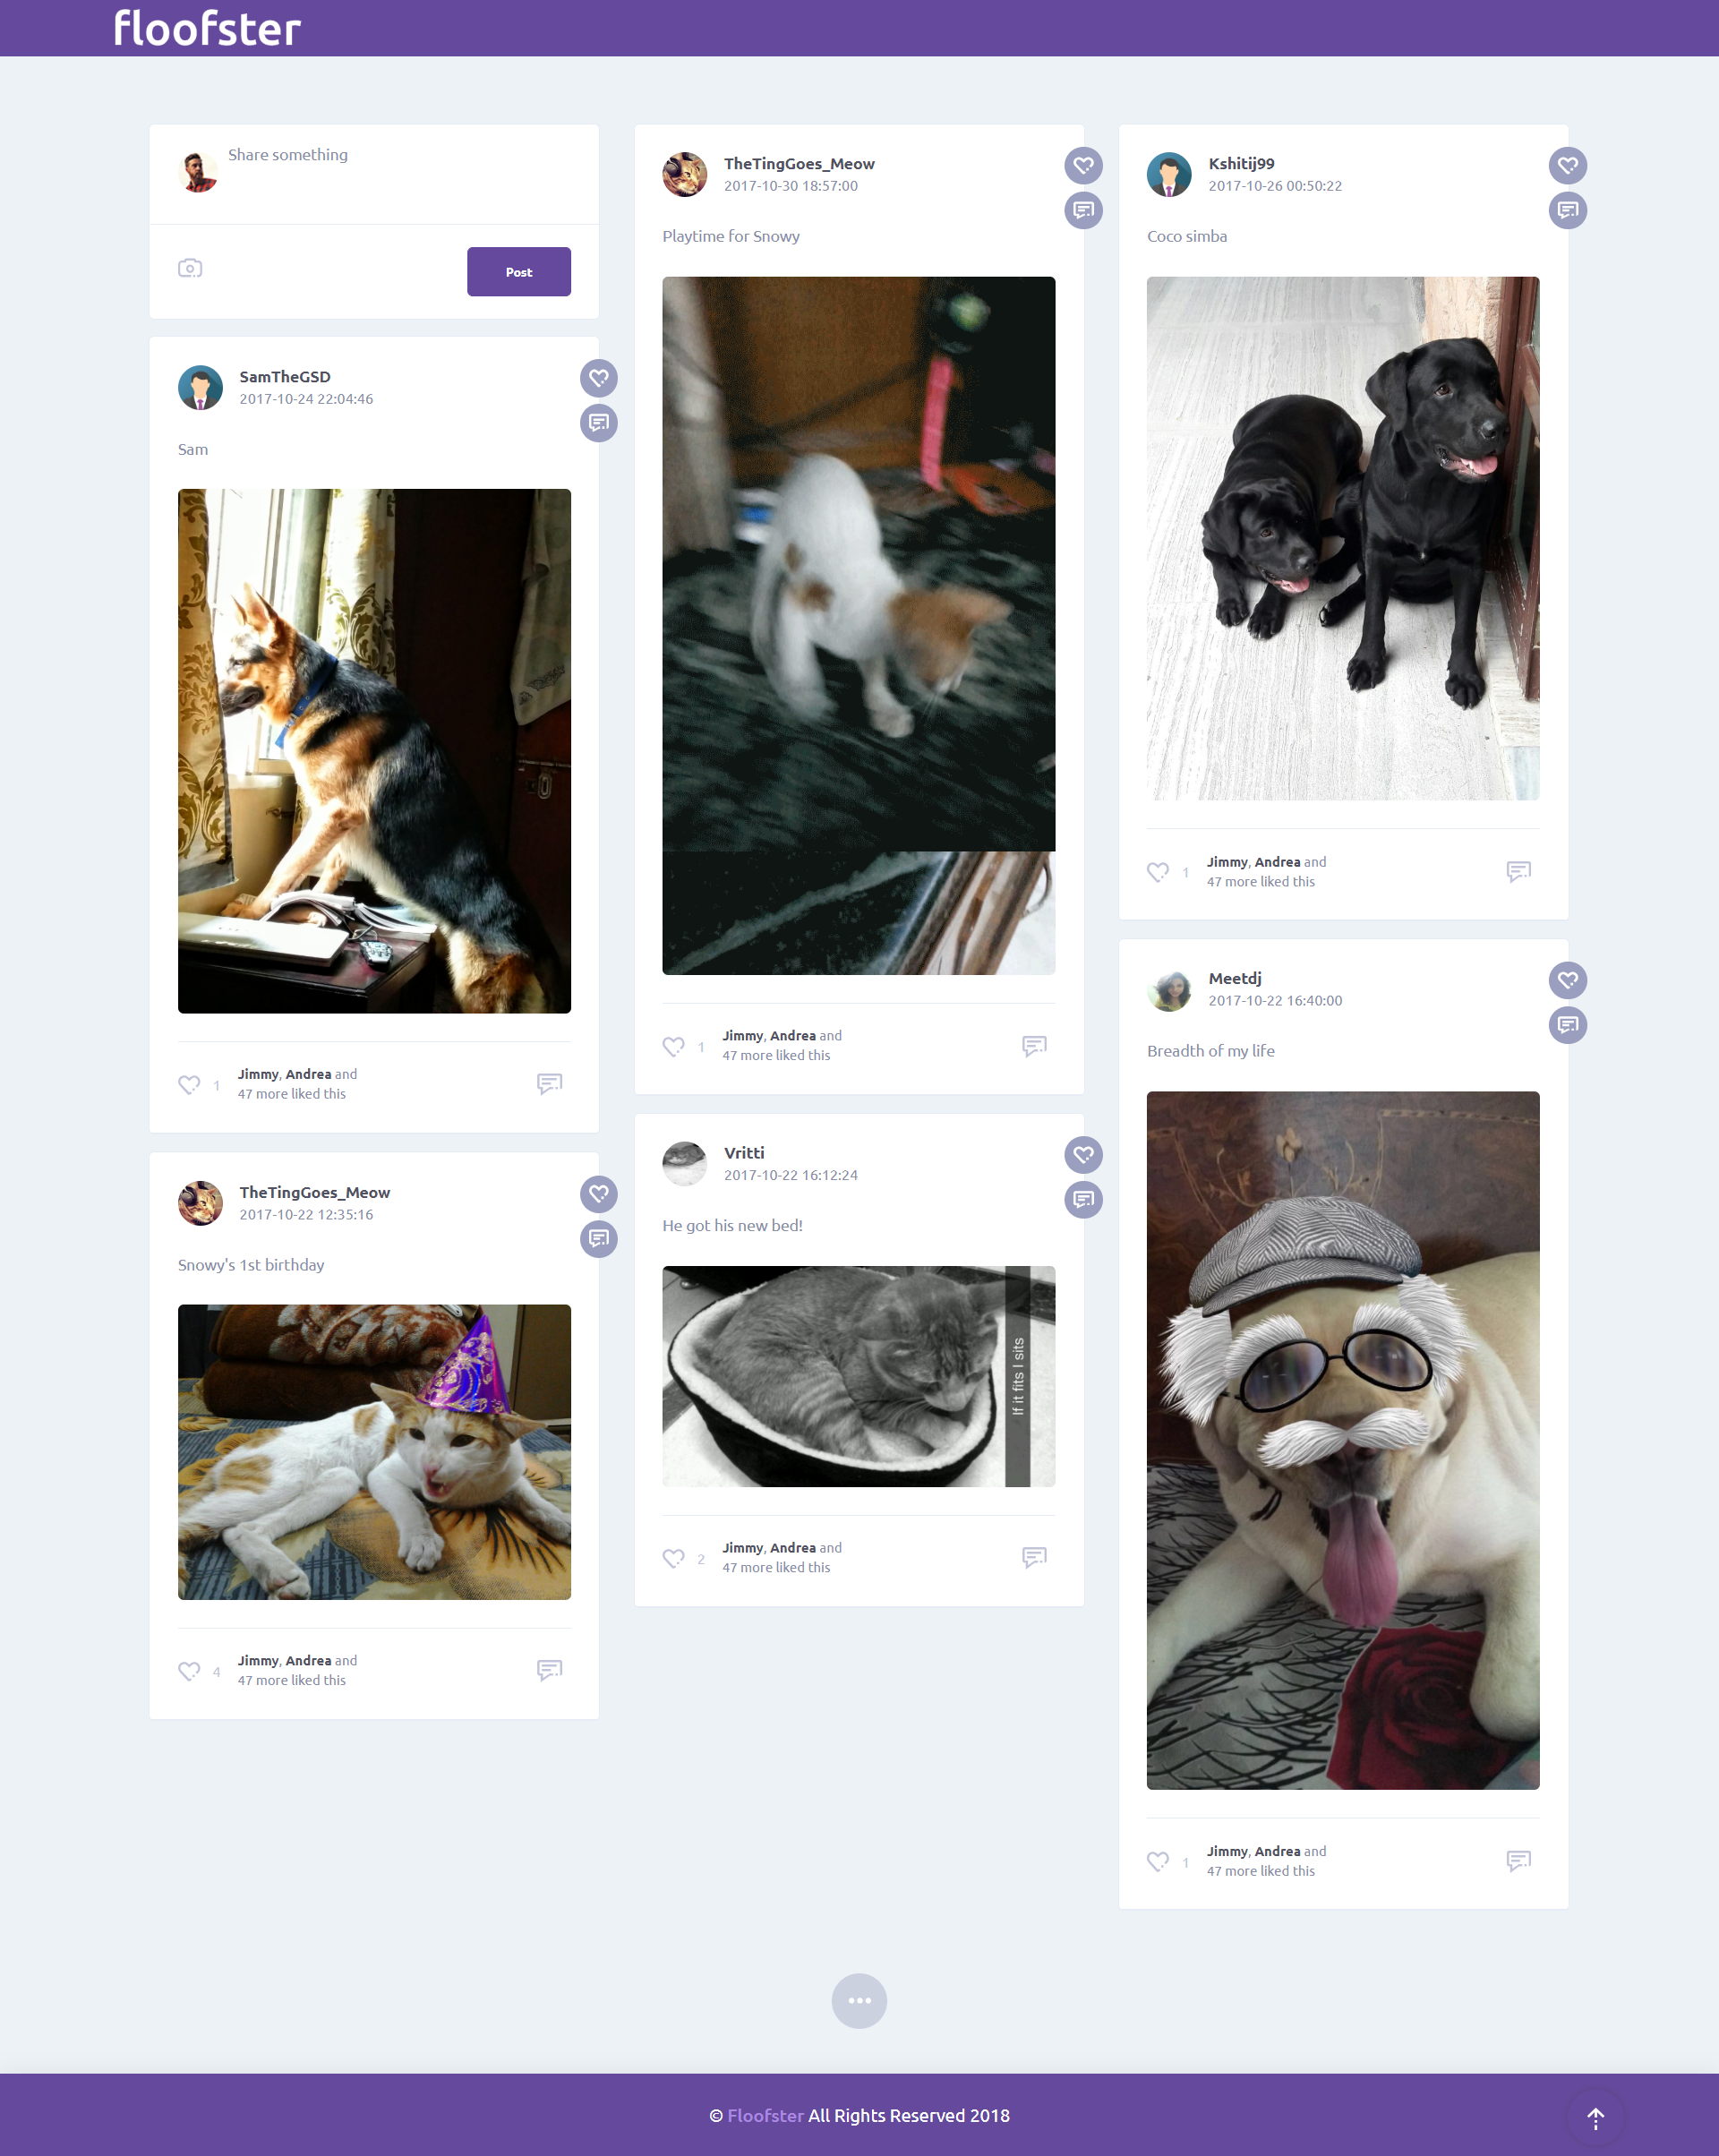 floofster
Share something
Post
SamTheGSD
2017-10-24 22:04:46
Sam
1
Jimmy, Andrea and
47 more liked this
TheTingGoes_Meow
2017-10-22 12:35:16
Snowy's 1st birthday
4
Jimmy, Andrea and
47 more liked this
TheTingGoes_Meow
2017-10-30 18:57:00
Playtime for Snowy
1
Jimmy, Andrea and
47 more liked this
Vritti
2017-10-22 16:12:24
He got his new bed!
If it fits I sits
2
Jimmy, Andrea and
47 more liked this
Kshitij99
2017-10-26 00:50:22
Coco simba
1
Jimmy, Andrea and
47 more liked this
Meetdj
2017-10-22 16:40:00
Breadth of my life
1
Jimmy, Andrea and
47 more liked this
© Floofster All Rights Reserved 2018